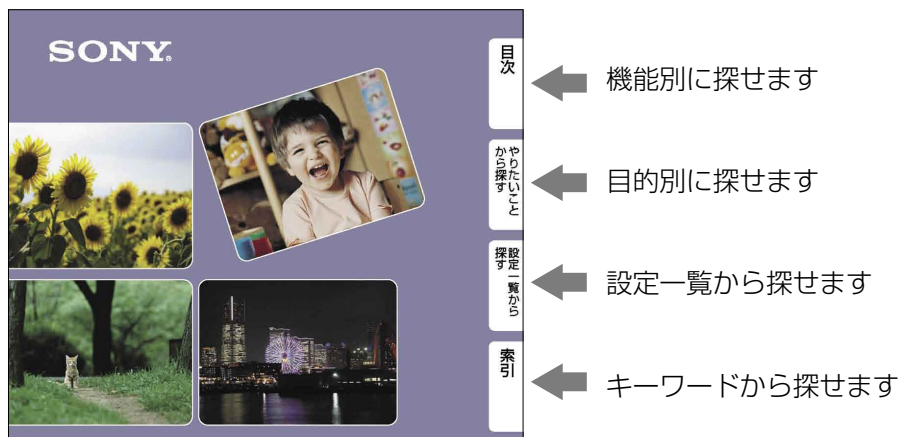 SONY®
目次
機能別に探せます
やりたいこと
から探す
目的別に探せます
設定一覧から
探す
設定一覧から探せます
索引
キーワードから探せます